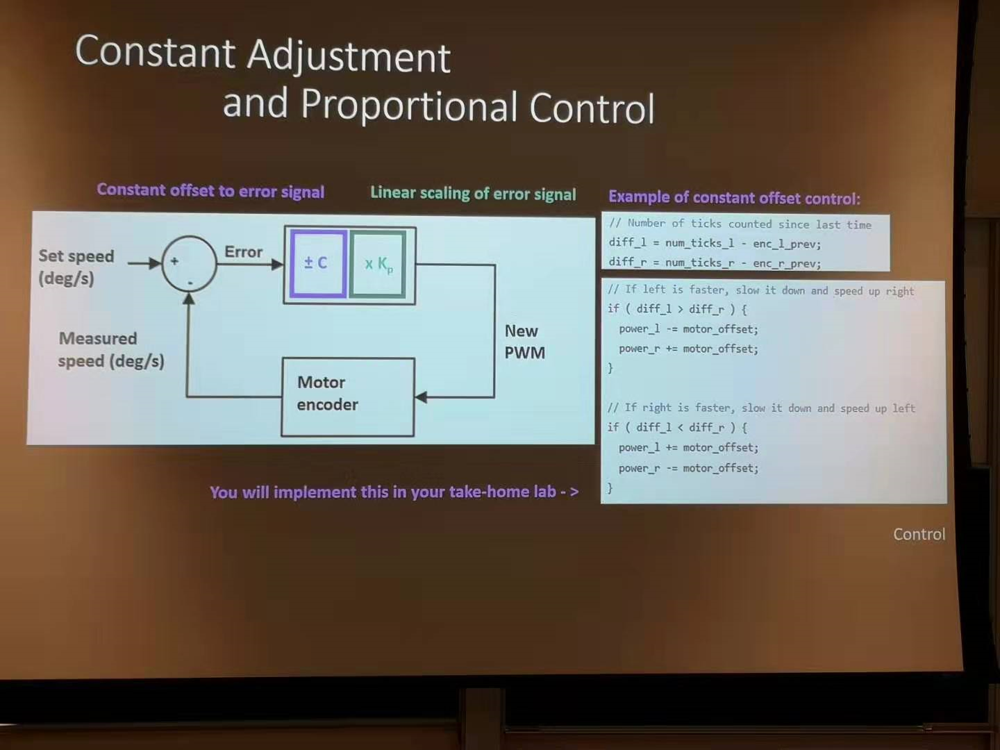 Constant Adjustment
and Proportional Control
Constant offset to error signal
Linear scaling of error signal
Set speed
(deg/s)
+
-
Error
± C
x Kp
Measured
speed (deg/s)
Motor
encoder
New
PWM
You will implement this in your take-home lab - >
Example of constant offset control:
// Number of ticks counted since last time
diff_l = num_ticks_l - enc_l_prev;
diff_r = num_ticks_r - enc_r_prev;
// If left is faster, slow it down and speed up right
if ( diff_l > diff_r ) {
power_l -= motor_offset;
power_r += motor_offset;
}
// If right is faster, slow it down and speed up left
if ( diff_l < diff_r ) {
power_l += motor_offset;
power_r -= motor_offset;
}
Control